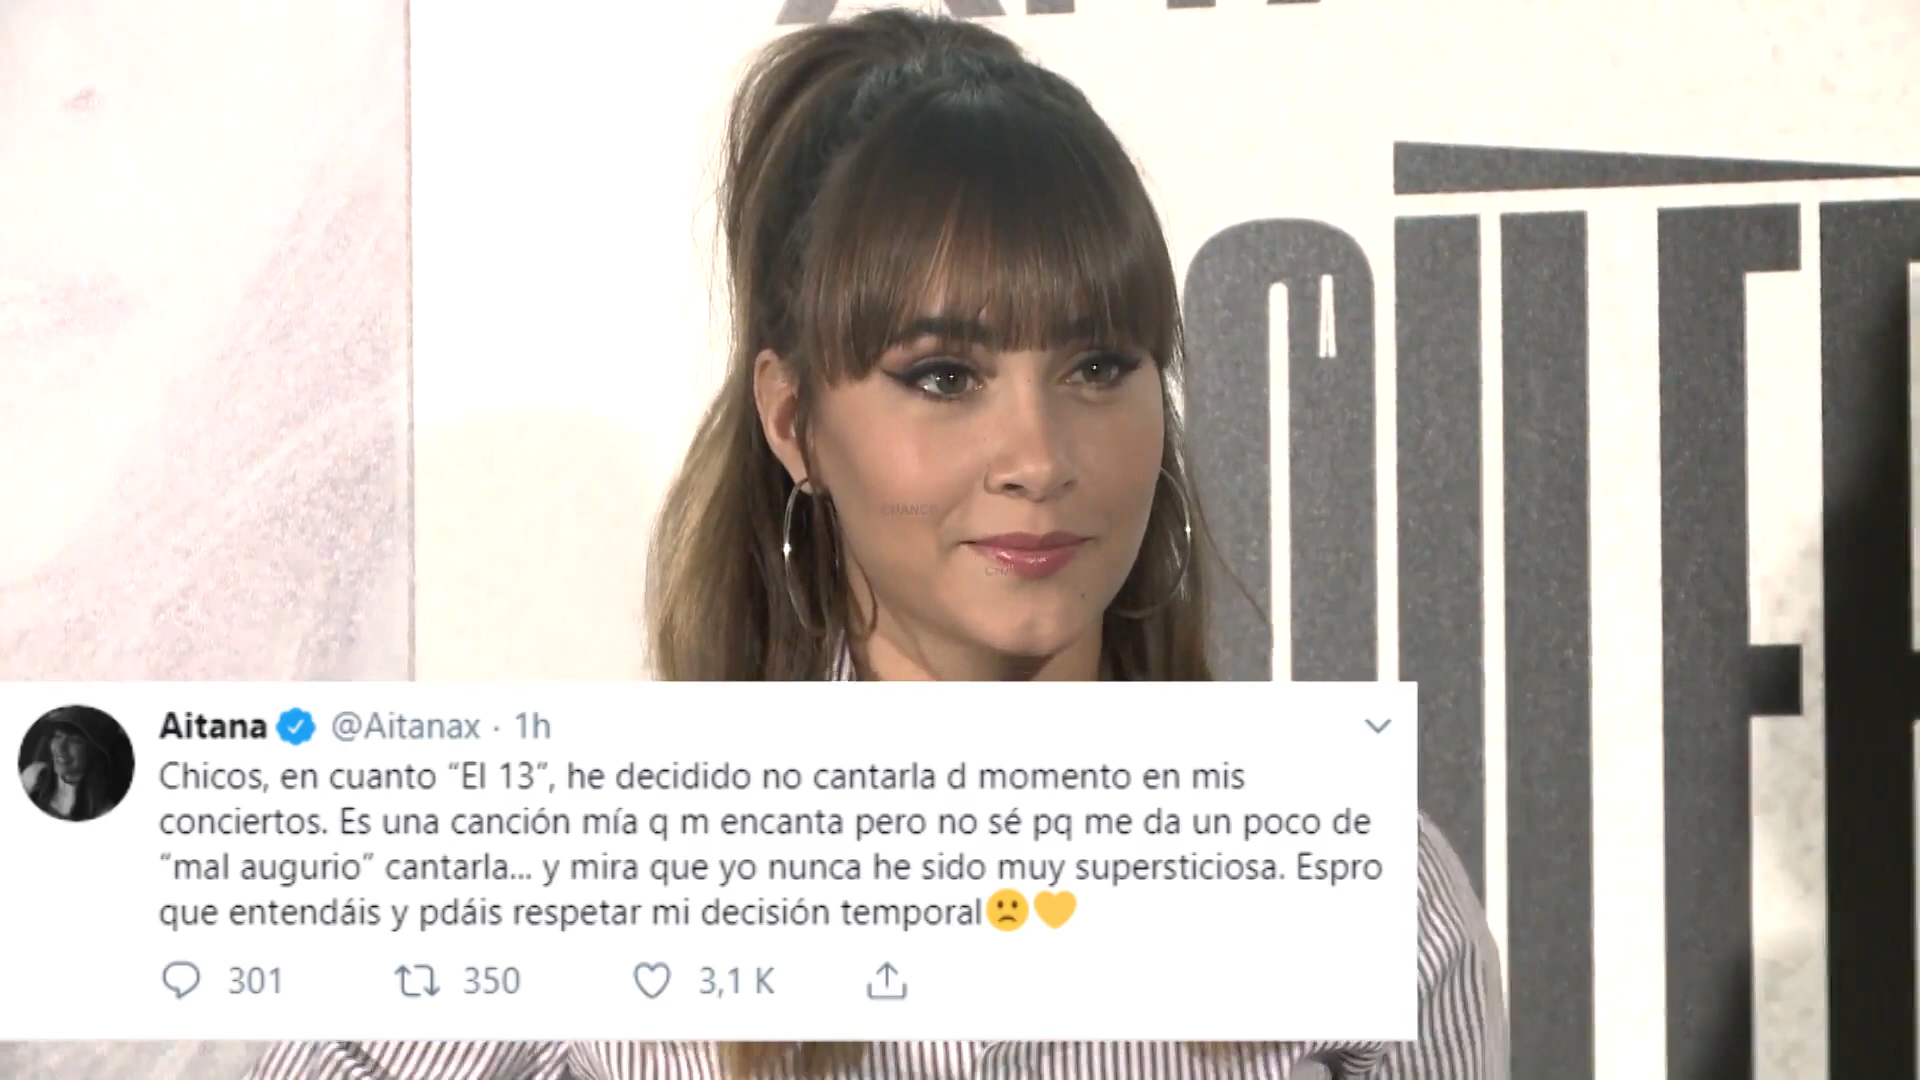 Aitana @Aitanax · 1h
Chicos, en cuanto “El 13”, he decidido no cantarla d momento en mis
conciertos. Es una canción mía q m encanta pero no sé pq me da un poco de
“mal augurio” cantarla... y mira que yo nunca he sido muy supersticiosa. Espro
que entendáis y pdáis respetar mi decisión temporal🙁💛
301 350 3,1 K
CHANCE